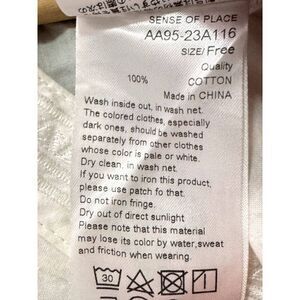 SENSE OF PLACE
AA95-23A116
SIZE/Free
Quality
100% COTTON
Made in CHINA
Wash inside out, in wash net.
The colored clothes, especially
dark ones, should be washed
separately from other clothes
whose color is pale or white.
Dry clean, in wash net.
If you want to iron this product,
please use patch fo that.
Do not iron fringe.
Dry out of direct sunlight
Please note that this material
may lose its color by water,sweat
and friction when wearing.
30